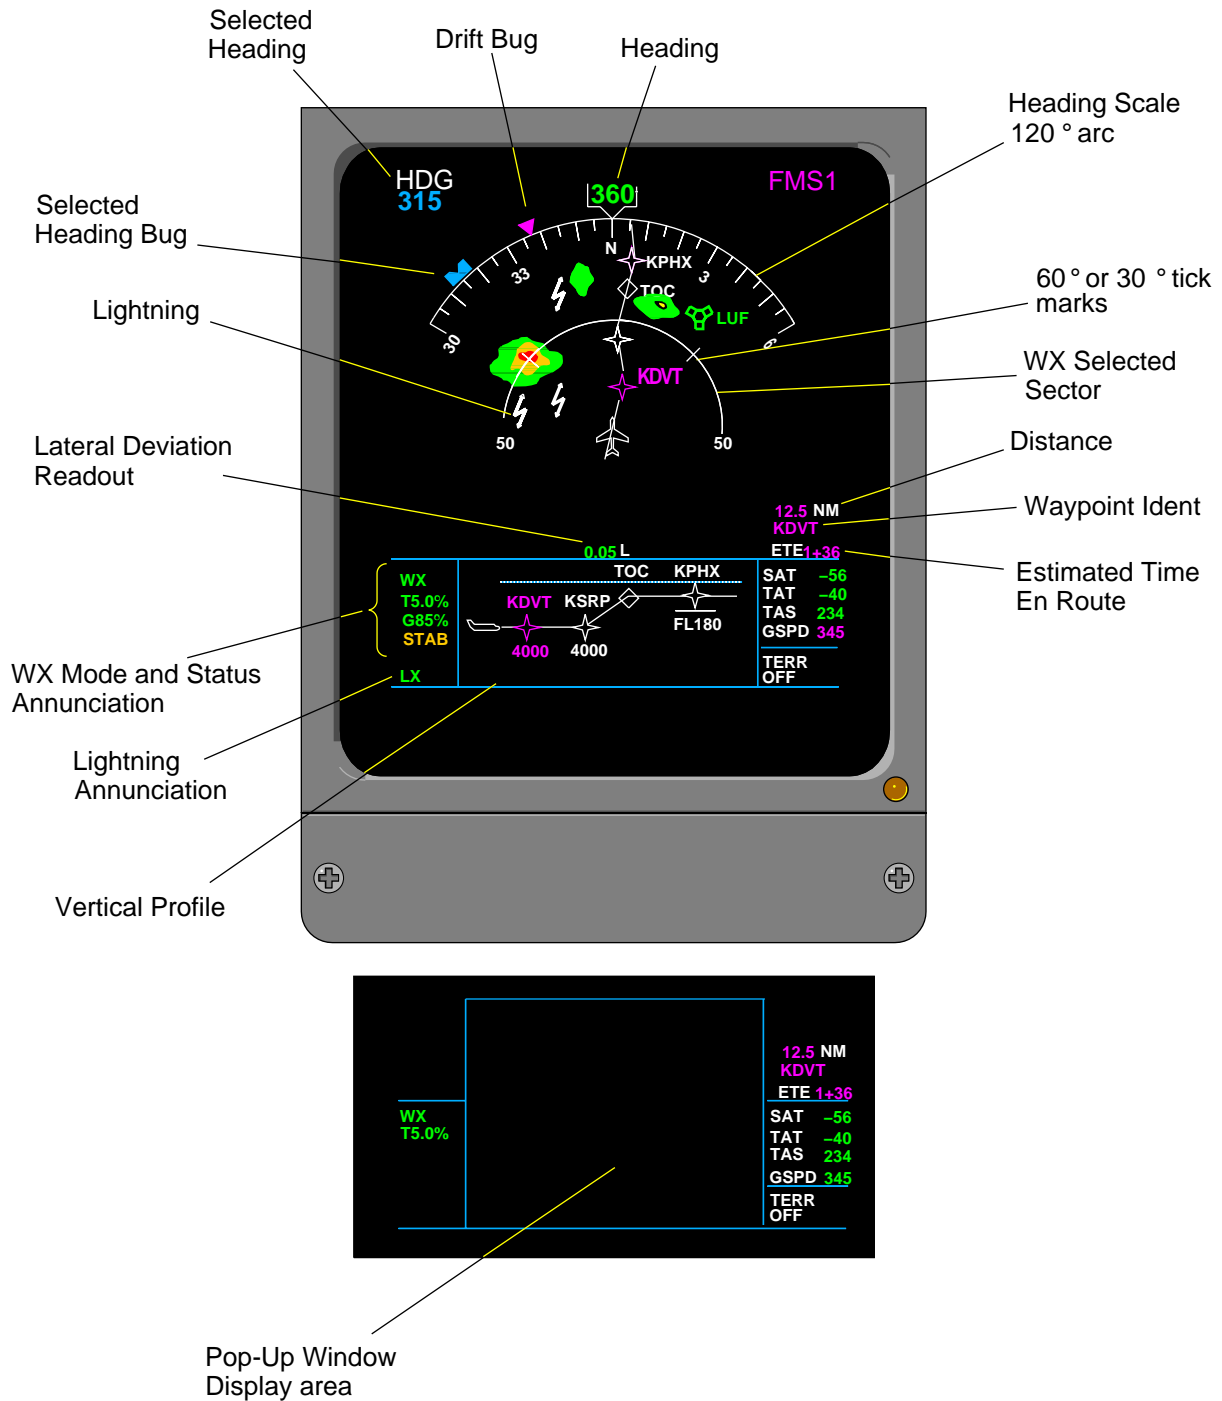 Selected
Heading
Drift Bug
Heading
Heading Scale
120 ° arc
Selected
Heading Bug
60 ° or 30 ° tick
marks
Lightning
WX Selected
Sector
Lateral Deviation
Readout
Distance
Waypoint Ident
Estimated Time
En Route
WX Mode and Status
Annunciation
Lightning
Annunciation
Vertical Profile
HDG
315
360
FMS1
30
33
N
3
6
KPHX
TOC
LUF
KDVT
50
50
12.5 NM
KDVT
ETE1+36
0.05 L
WX
T5.0%
G85%
STAB
LX
TOC KPHX
KDVT KSRP
FL180
4000 4000
SAT –56
TAT –40
TAS 234
GSPD 345
TERR
OFF
12.5 NM
KDVT
ETE 1+36
WX
T5.0%
SAT –56
TAT –40
TAS 234
GSPD 345
TERR
OFF
Pop-Up Window
Display area